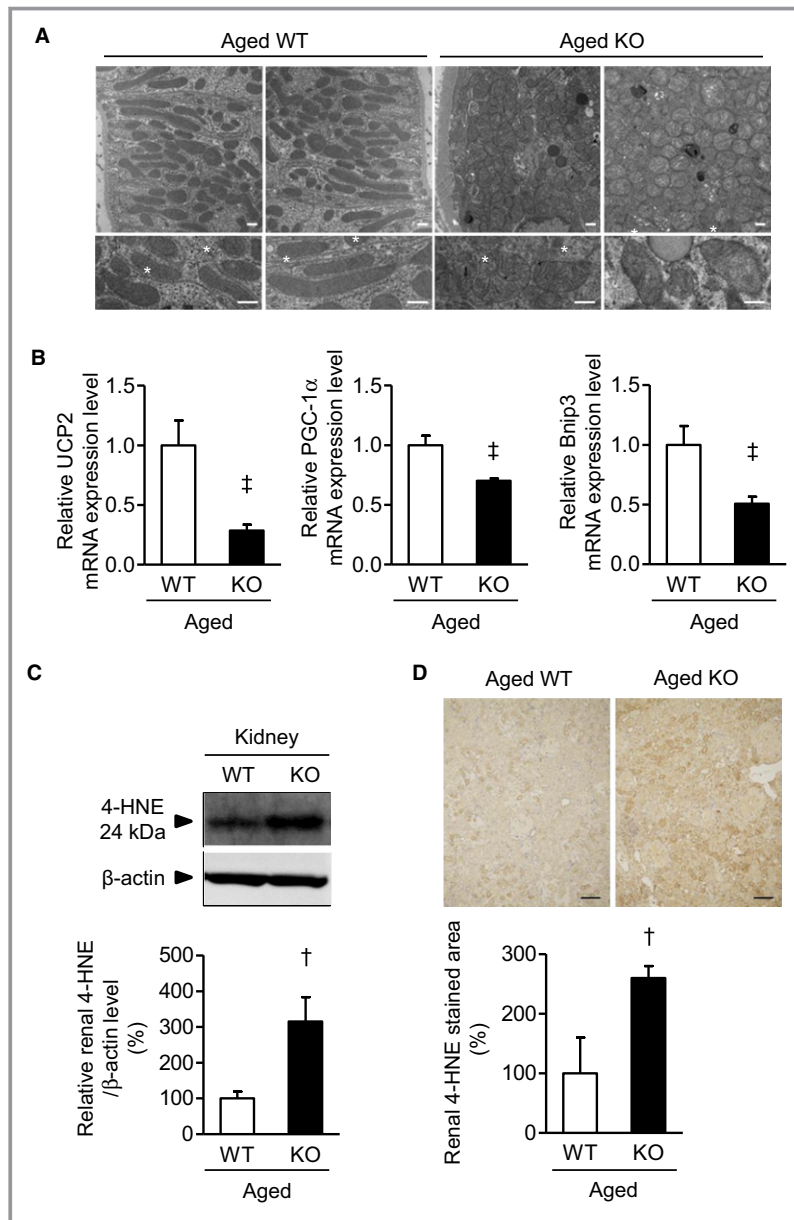 A
Aged WT
Aged KO
* * * * * * * *
B
Relative UCP2
mRNA expression level
1.5
1.0
0.5
0.0
WT KO
Aged
‡
Relative PGC-1α
mRNA expression level
1.5
1.0
0.5
0.0
WT KO
Aged
‡
Relative Bnip3
mRNA expression level
1.5
1.0
0.5
0.0
WT KO
Aged
‡
C
Kidney
WT KO
4-HNE
24 kDa
β-actin
Relative renal 4-HNE
/β-actin level
(%)
500
400
300
200
100
0
†
WT KO
Aged
D
Aged WT
Aged KO
Renal 4-HNE stained area
(%)
300
200
100
0
†
WT KO
Aged